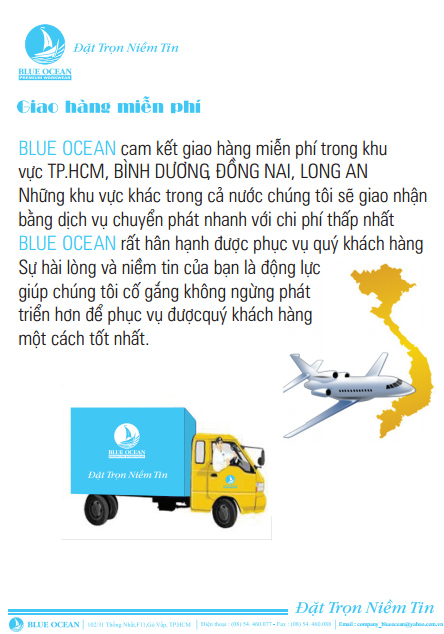 Đặt Trọn Niềm Tin
BLUE OCEAN
PREMIUM WORKWEAR
Giao hàng miễn phí
BLUE OCEAN cam kết giao hàng miễn phí trong khu
vực TP.HCM, BÌNH DƯƠNG, ĐỒNG NAI, LONG AN
Những khu vực khác trong cả nước chúng tôi sẽ giao nhận
bằng dịch vụ chuyển phát nhanh với chi phí thấp nhất
BLUE OCEAN rất hân hạnh được phục vụ quý khách hàng
Sự hài lòng và niềm tin của bạn là động lực
giúp chúng tôi cố gắng không ngừng phát
triển hơn để phục vụ đượcquý khách hàng
một cách tốt nhất.
BLUE OCEAN
Đặt Trọn Niềm Tin
Đặt Trọn Niềm Tin
BLUE OCEAN 102/31 Thống Nhất,F11,Gò Vấp, TP.HCM Điện thoại : (08) 54. 460.077 - Fax : (08) 54. 460.088 Email : company_blueocean@yahoo.com.vn